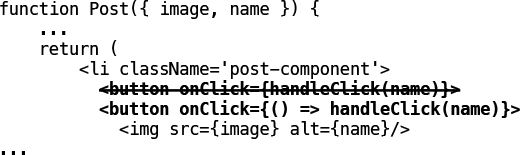 function Post({ image, name }) {
...
return (
<li className='post-component'>
<button onClick={handleClick(name)}>
<button onClick={() => handleClick(name)}>
<img src={image} alt={name}/>
...